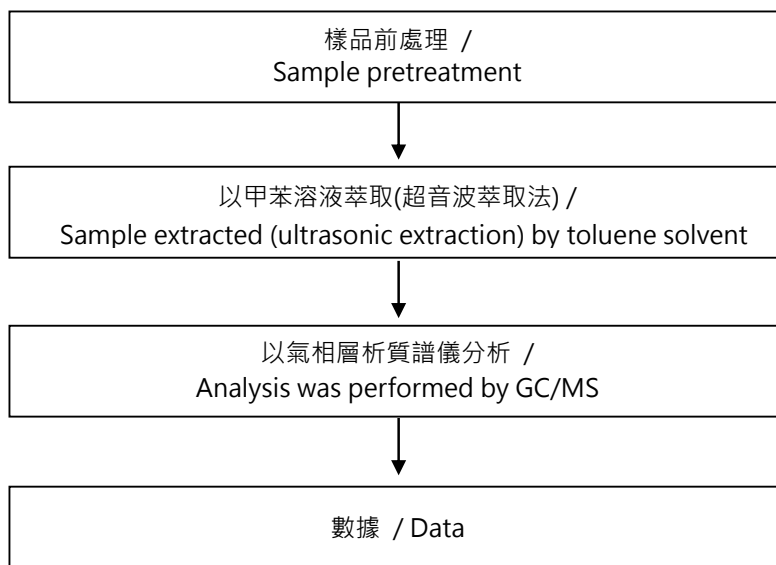 樣品前處理 /
Sample pretreatment
以甲苯溶液萃取(超音波萃取法) /
Sample extracted (ultrasonic extraction) by toluene solvent
以氣相層析質譜儀分析 /
Analysis was performed by GC/MS
數據 / Data